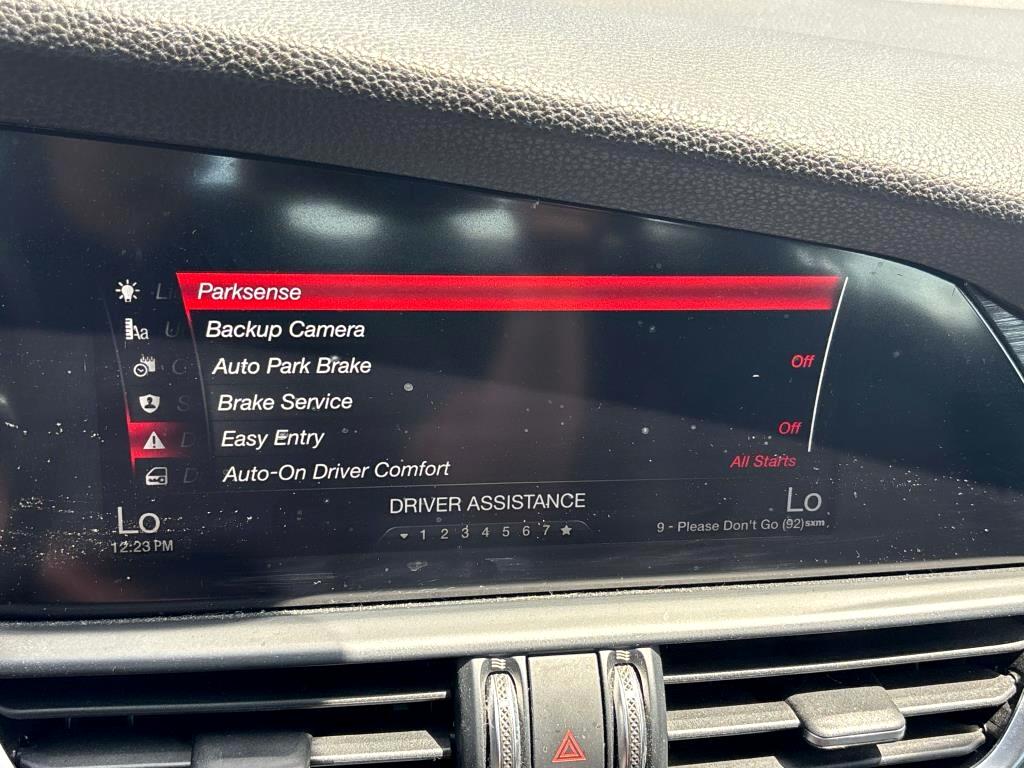 Li
Parksense
Aa
U
Backup Camera
C
Auto Park Brake
Off
S
Brake Service
D
Easy Entry
Off
D
Auto-On Driver Comfort
All Starts
DRIVER ASSISTANCE
Lo
Lo
1 2 3 4 5 6 7
9 - Please Don't Go (92) sxm
12:23 PM